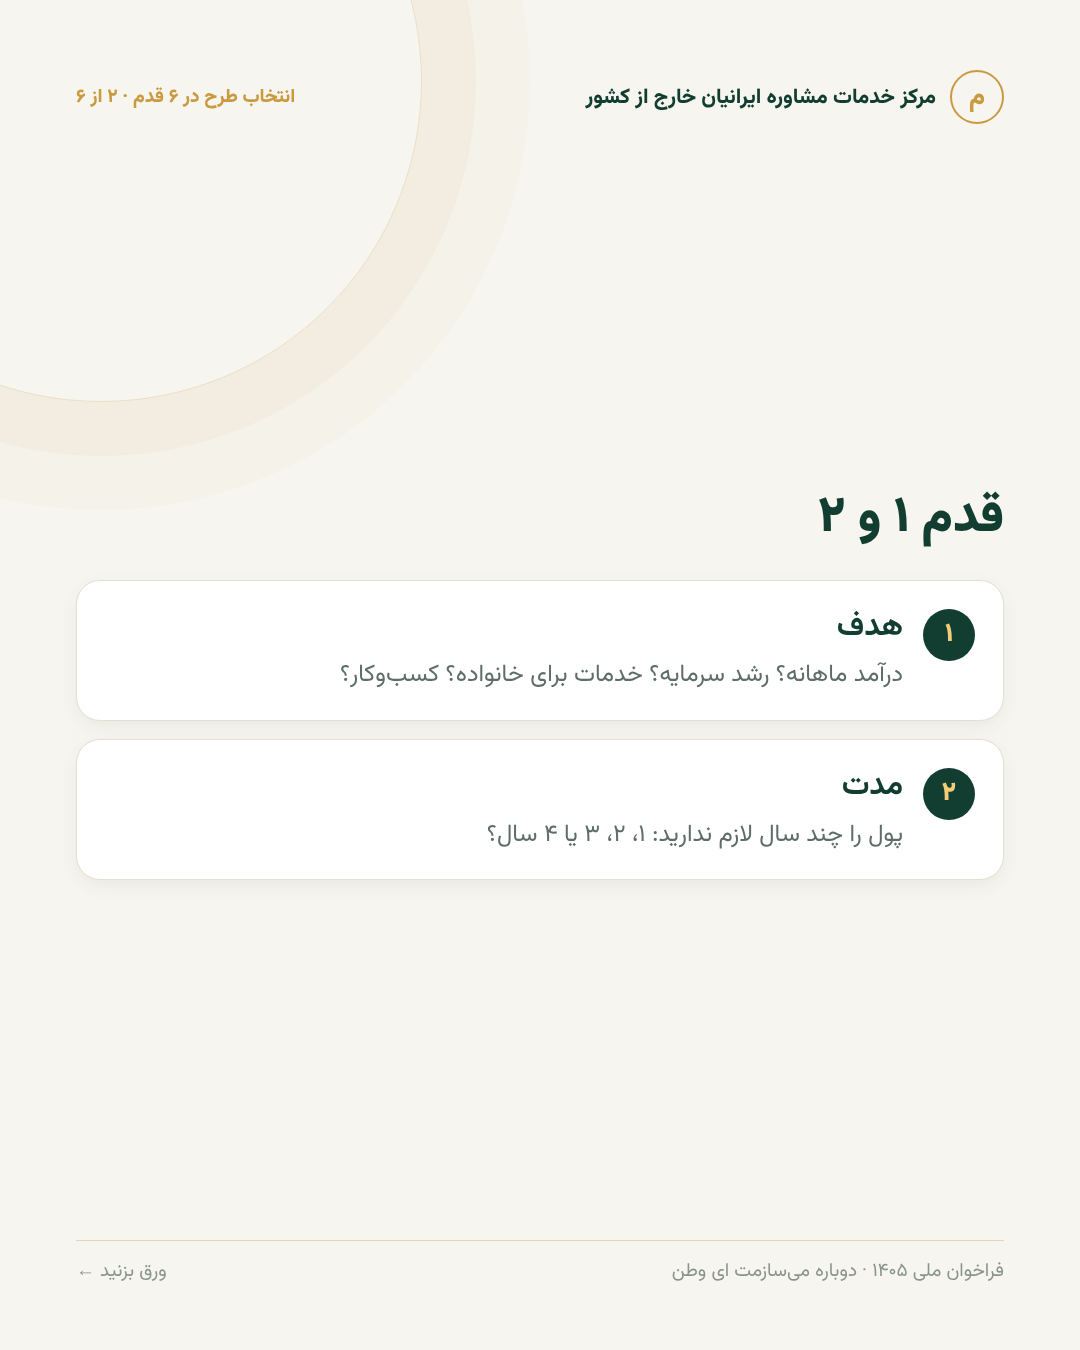 م
مرکز خدمات مشاوره ایرانیان خارج از کشور
انتخاب طرح در ۶ قدم · ۲ از ۶
قدم ۱ و ۲
۱
هدف
درآمد ماهانه؟ رشد سرمایه؟ خدمات برای خانواده؟ کسب‌وکار؟
۲
مدت
پول را چند سال لازم ندارید: ۱، ۲، ۳ یا ۴ سال؟
فراخوان ملی ۱۴۰۵ · دوباره می‌سازمت ای وطن
ورق بزنید ←